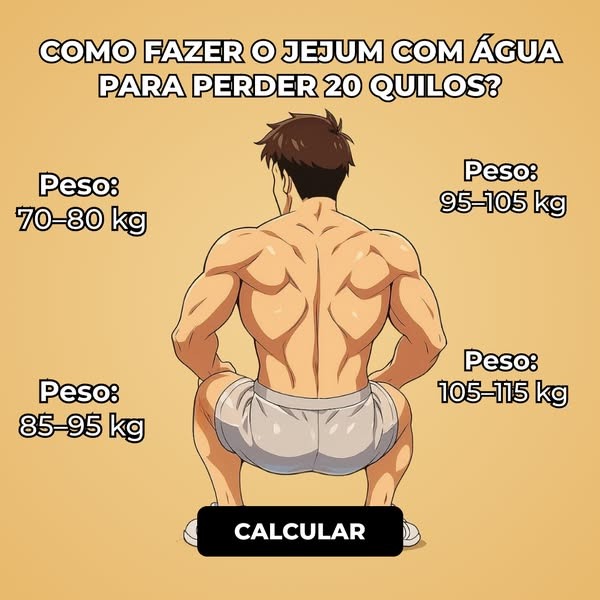 COMO FAZER O JEJUM COM ÁGUA
PARA PERDER 20 QUILOS?
Peso:
70–80 kg
Peso:
95–105 kg
Peso:
85–95 kg
Peso:
105–115 kg
CALCULAR